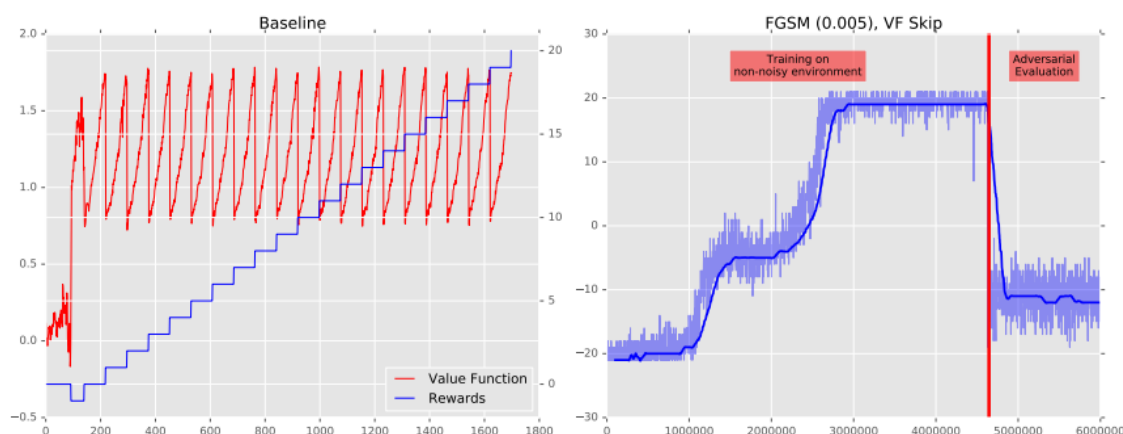 Baseline
2.0
1.5
1.0
0.5
0.0
−0.5
20
15
10
5
0
Value Function
Rewards
0 200 400 600 800 1000 1200 1400 1600 1800
FGSM (0.005), VF Skip
30
20
10
0
−10
−20
−30
Training on
non-noisy environment
Adversarial
Evaluation
0 1000000 2000000 3000000 4000000 5000000 6000000